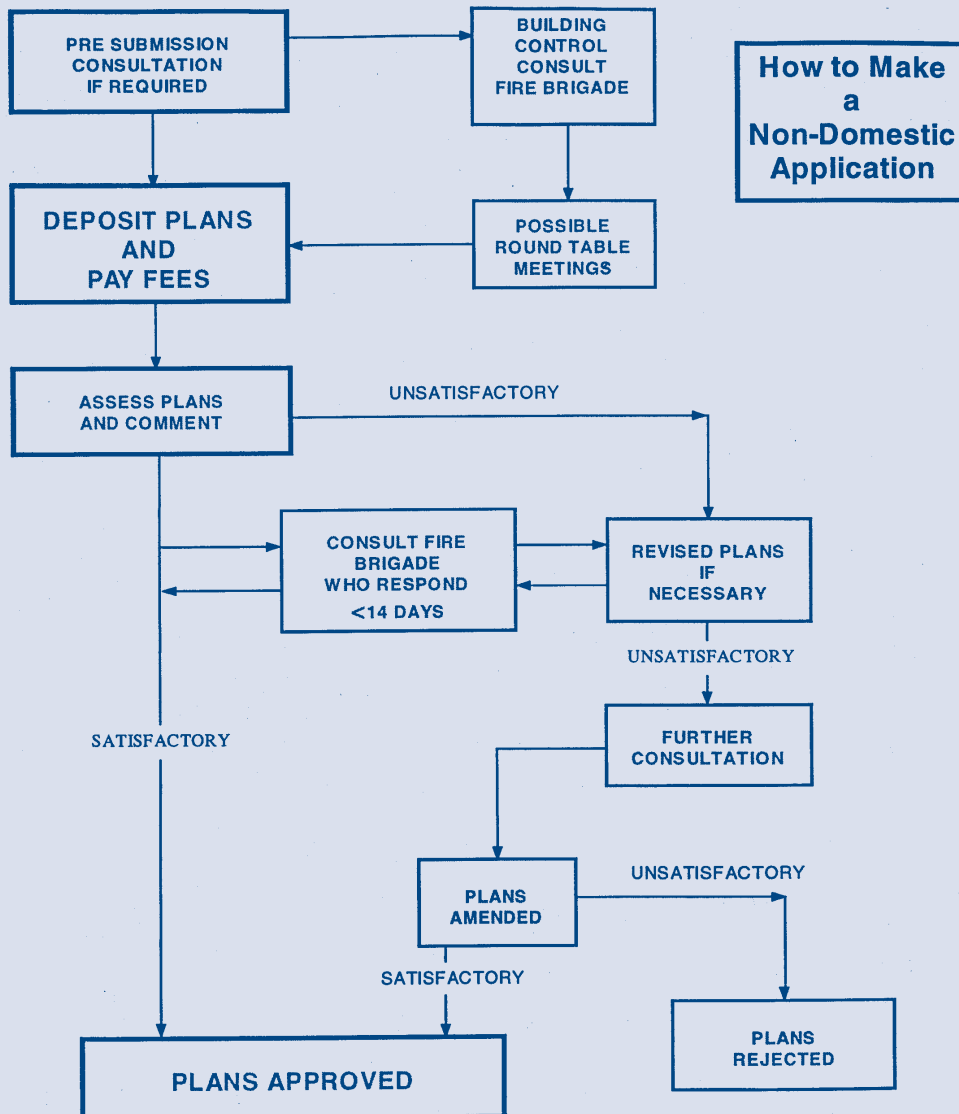 PRE SUBMISSION
CONSULTATION
IF REQUIRED
BUILDING
CONTROL
CONSULT
FIRE BRIGADE
How to Make
a
Non-Domestic
Application
DEPOSIT PLANS
AND
PAY FEES
POSSIBLE
ROUND TABLE
MEETINGS
ASSESS PLANS
AND COMMENT
UNSATISFACTORY
CONSULT FIRE
BRIGADE
WHO RESPOND
<14 DAYS
REVISED PLANS
IF
NECESSARY
UNSATISFACTORY
SATISFACTORY
FURTHER
CONSULTATION
PLANS
AMENDED
UNSATISFACTORY
SATISFACTORY
PLANS
REJECTED
PLANS APPROVED